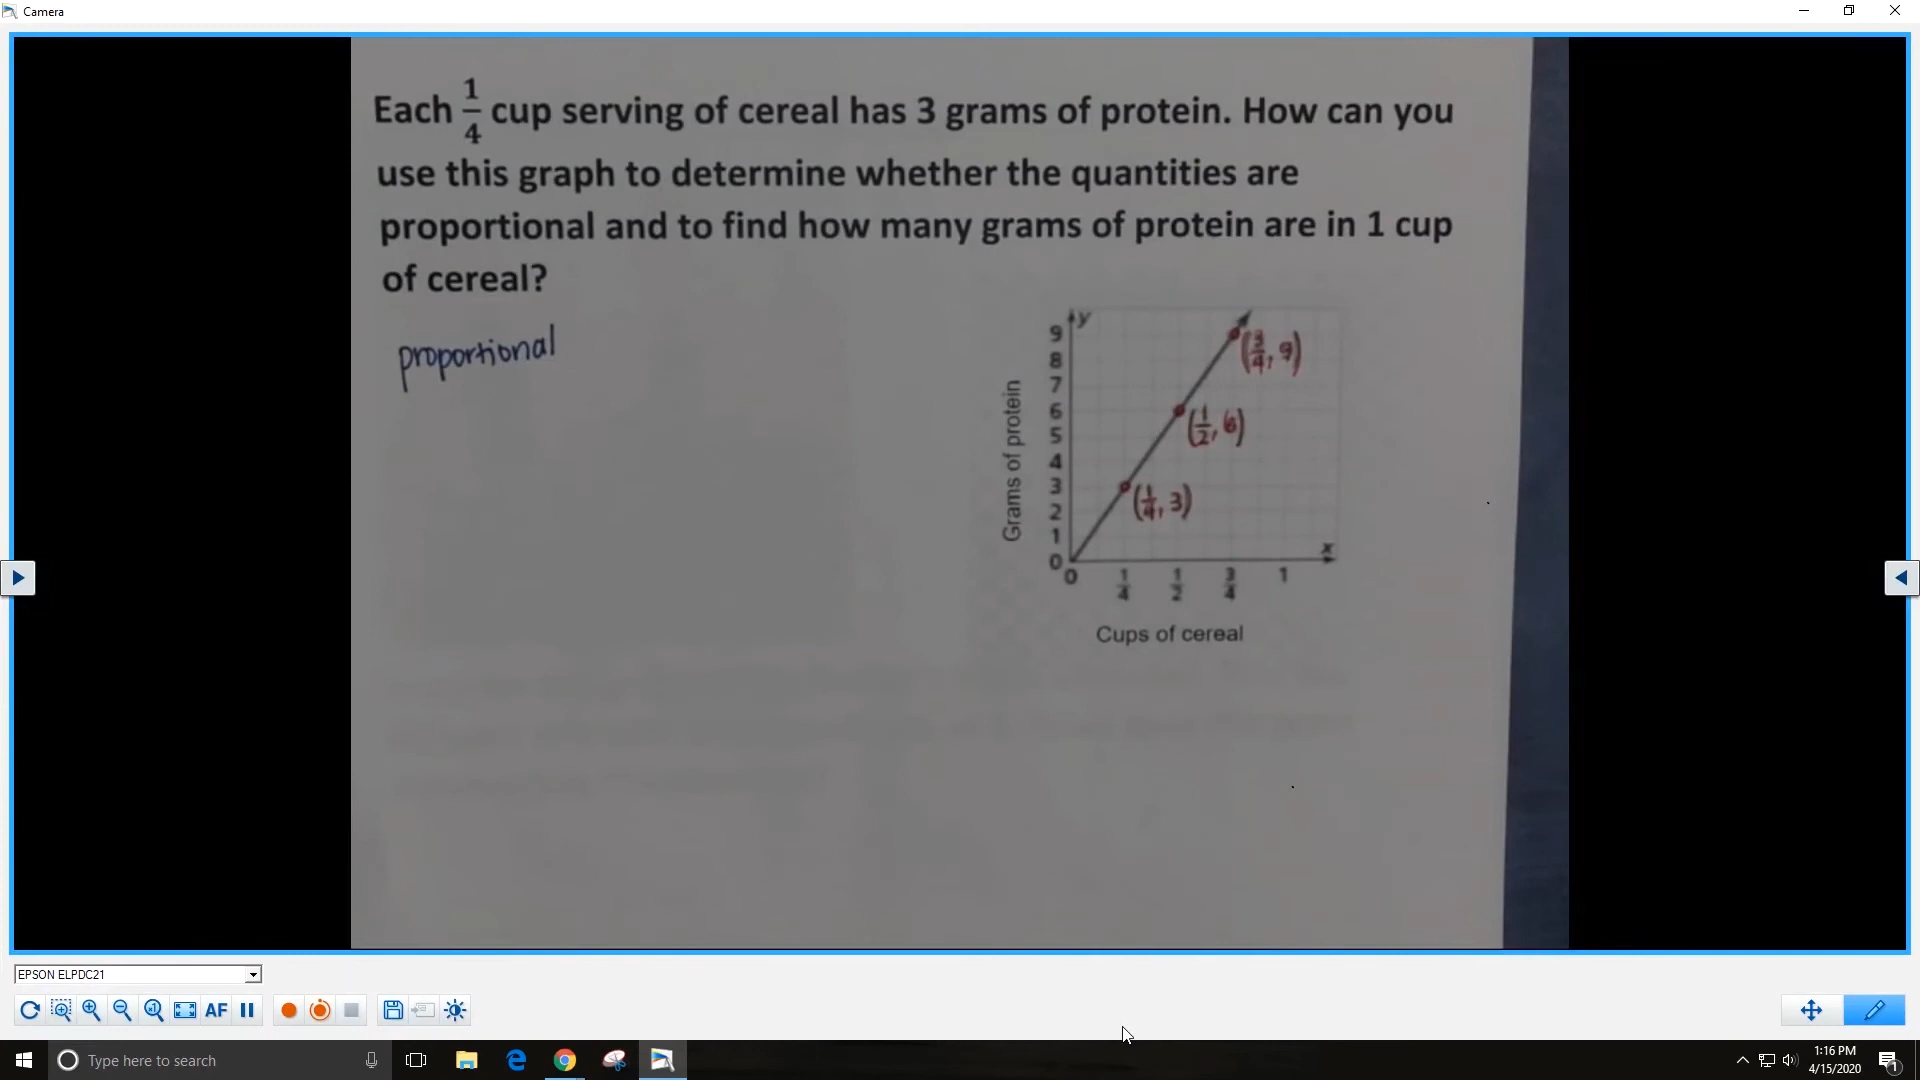 Camera
Each 1/4 cup serving of cereal has 3 grams of protein. How can you
use this graph to determine whether the quantities are
proportional and to find how many grams of protein are in 1 cup
of cereal?
proportional
y
9
8
7
6
5
4
3
2
1
0
Grams of protein
(3/4, 9)
(1/2, 6)
(1/4, 3)
x
0 1/4 1/2 3/4 1
Cups of cereal
EPSON ELPDC21
AF
Type here to search
1:16 PM
4/15/2020
1